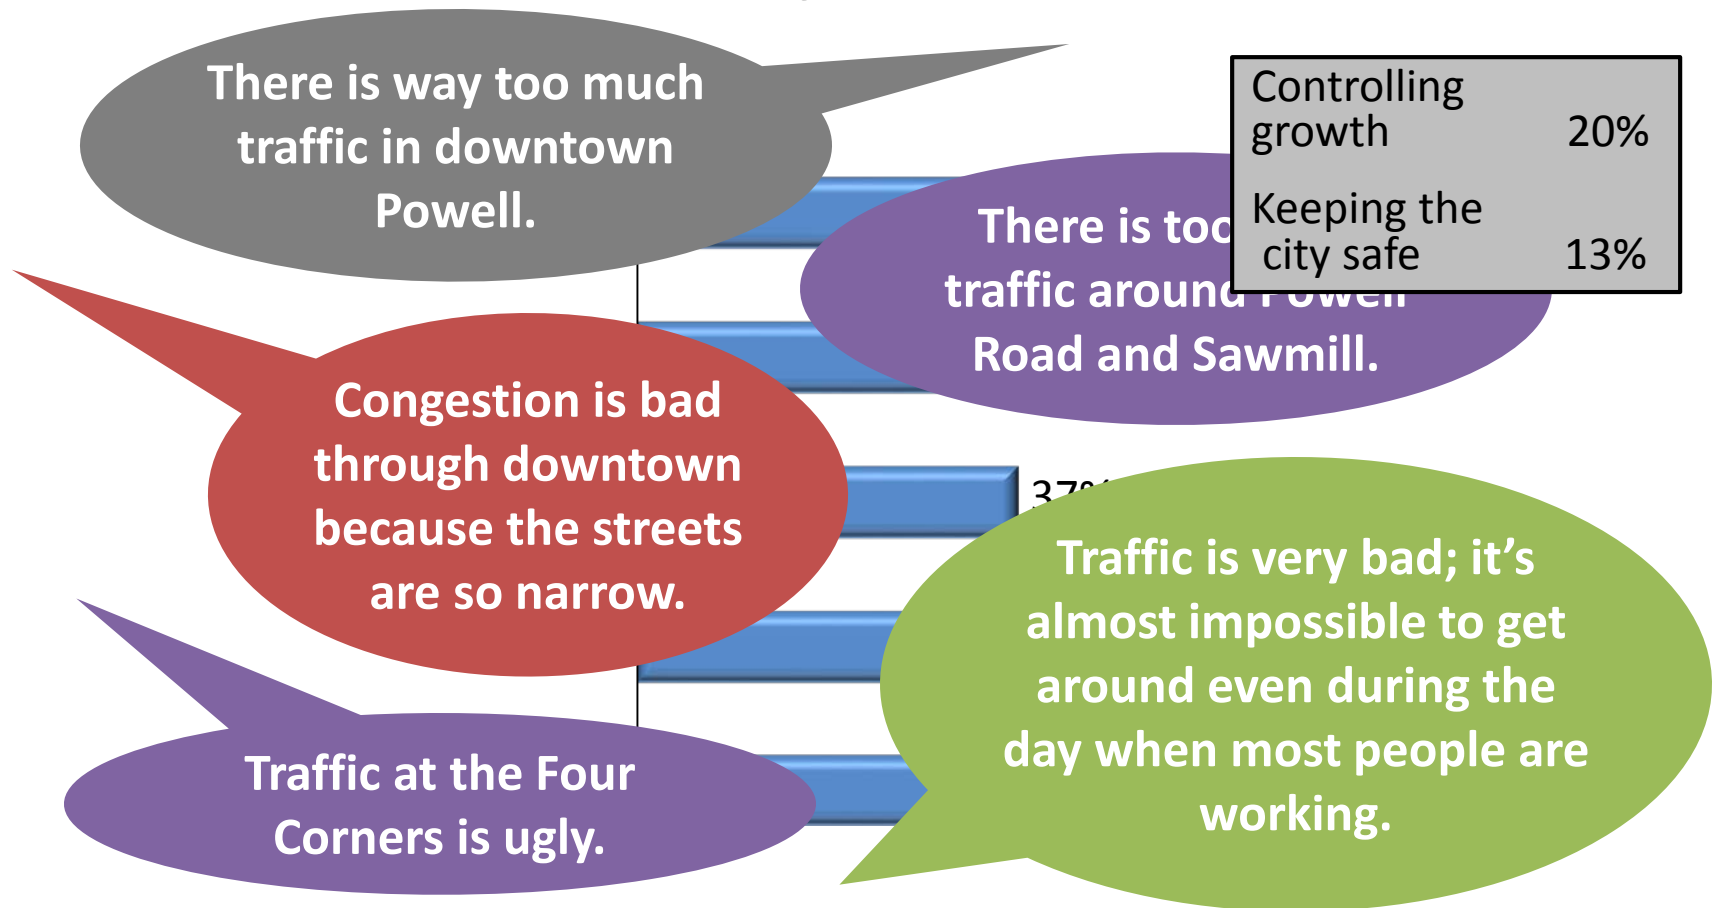 There is way too much
traffic in downtown
Powell.
Controlling
growth 20%
Keeping the
city safe 13%
There is too
traffic around Powell
Road and Sawmill.
Congestion is bad
through downtown
because the streets
are so narrow.
37%
Traffic is very bad; it’s
almost impossible to get
around even during the
day when most people are
working.
Traffic at the Four
Corners is ugly.